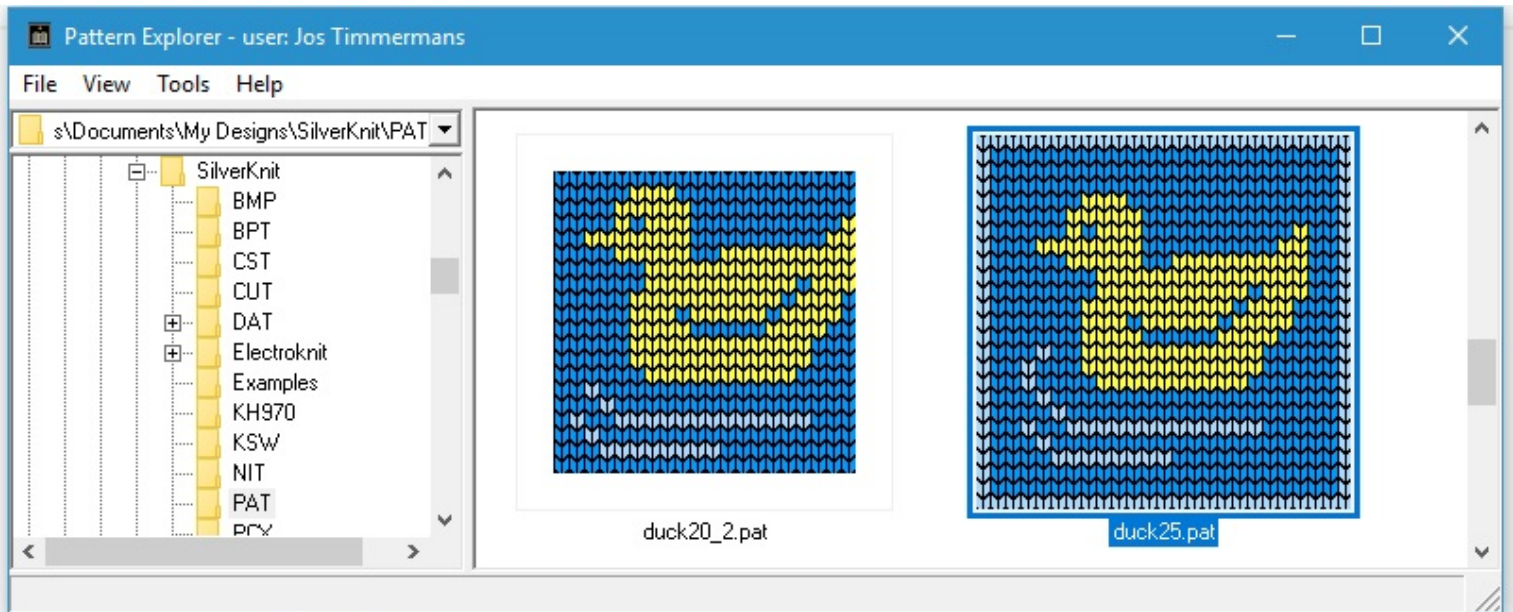 Pattern Explorer - user: Jos Timmermans
File View Tools Help
s\Documents\My Designs\SilverKnit\PAT
SilverKnit
BMP
BPT
CST
CUT
DAT
Electroknit
Examples
KH970
KSW
NIT
PAT
PCX
duck20_2.pat
duck25.pat